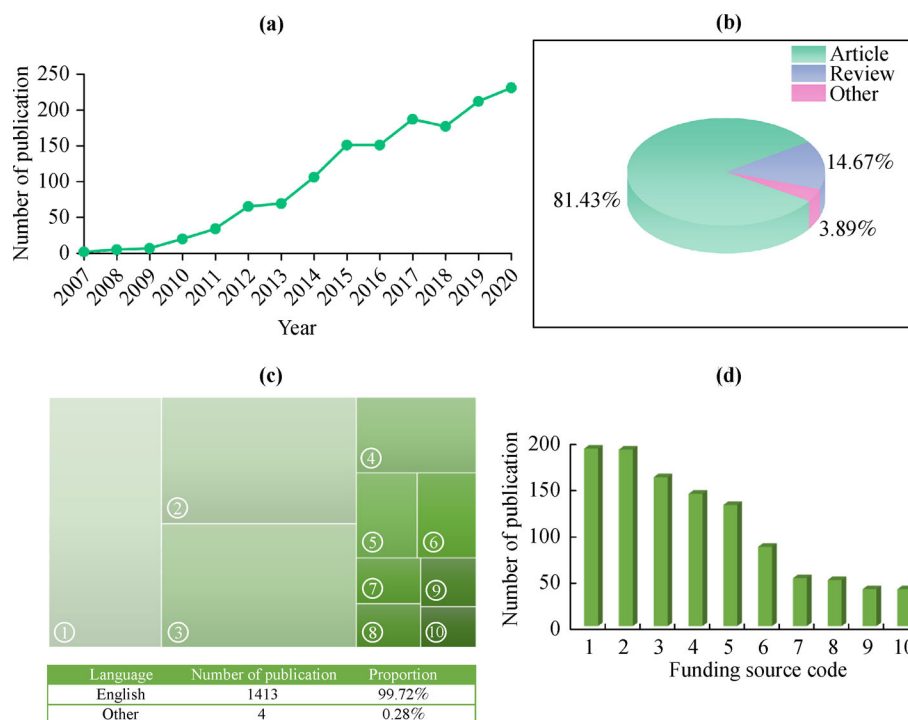 (a)
Number of publication
250
200
150
100
50
0
2007
2008
2009
2010
2011
2012
2013
2014
2015
2016
2017
2018
2019
2020
Year
(b)
Article
Review
Other
14.67%
81.43%
3.89%
(c)
①
②
③
④
⑤
⑥
⑦
⑧
⑨
⑩
Language Number of publication Proportion
English 1413 99.72%
Other 4 0.28%
(d)
Number of publication
200
150
100
50
0
1 2 3 4 5 6 7 8 9 10
Funding source code